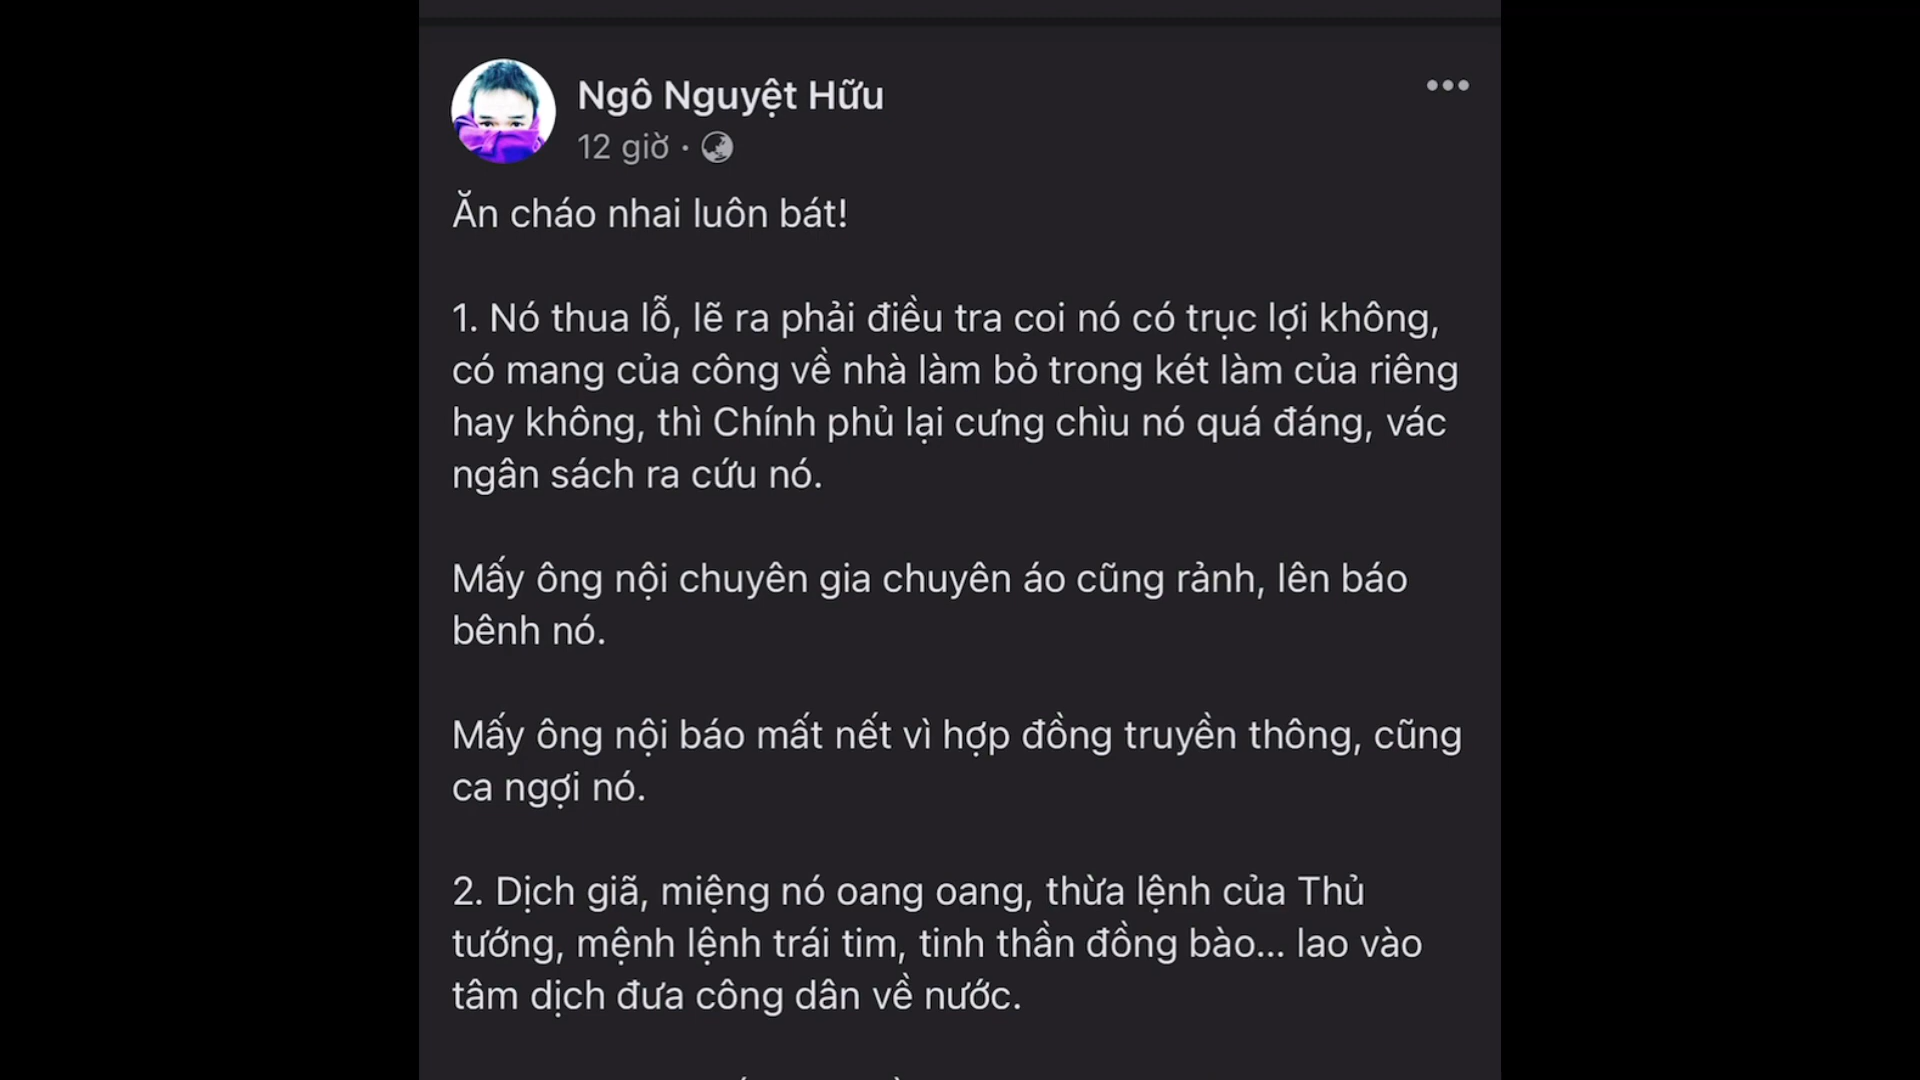 Ngô Nguyệt Hữu
12 giờ ·
Ăn cháo nhai luôn bát!
1. Nó thua lỗ, lẽ ra phải điều tra coi nó có trục lợi không,
có mang của công về nhà làm bỏ trong két làm của riêng
hay không, thì Chính phủ lại cưng chìu nó quá đáng, vác
ngân sách ra cứu nó.
Mấy ông nội chuyên gia chuyên áo cũng rảnh, lên báo
bênh nó.
Mấy ông nội báo mất nết vì hợp đồng truyền thông, cũng
ca ngợi nó.
2. Dịch giã, miệng nó oang oang, thừa lệnh của Thủ
tướng, mệnh lệnh trái tim, tinh thần đồng bào... lao vào
tâm dịch đưa công dân về nước.